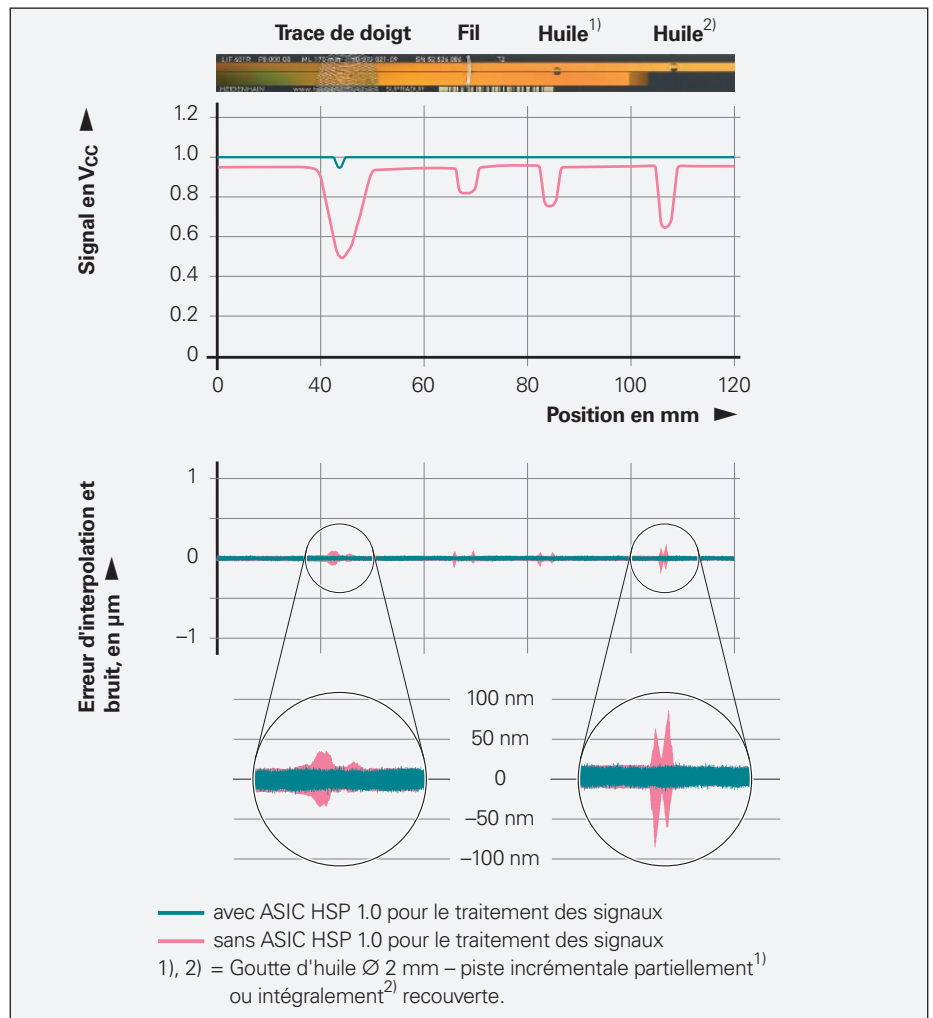 Trace de doigt Fil Huile1) Huile2)
LIF 601R
HEIDENHAIN SUPRADUR
Signal en VCC
1.2
1.0
0.8
0.6
0.4
0.2
0
0 40 60 80 100 120
Position en mm
Erreur d'interpolation et
bruit, en µm
1
0
–1
100 nm
50 nm
0
–50 nm
–100 nm
avec ASIC HSP 1.0 pour le traitement des signaux
sans ASIC HSP 1.0 pour le traitement des signaux
1), 2) = Goutte d'huile Ø 2 mm – piste incrémentale partiellement1)
ou intégralement2) recouverte.